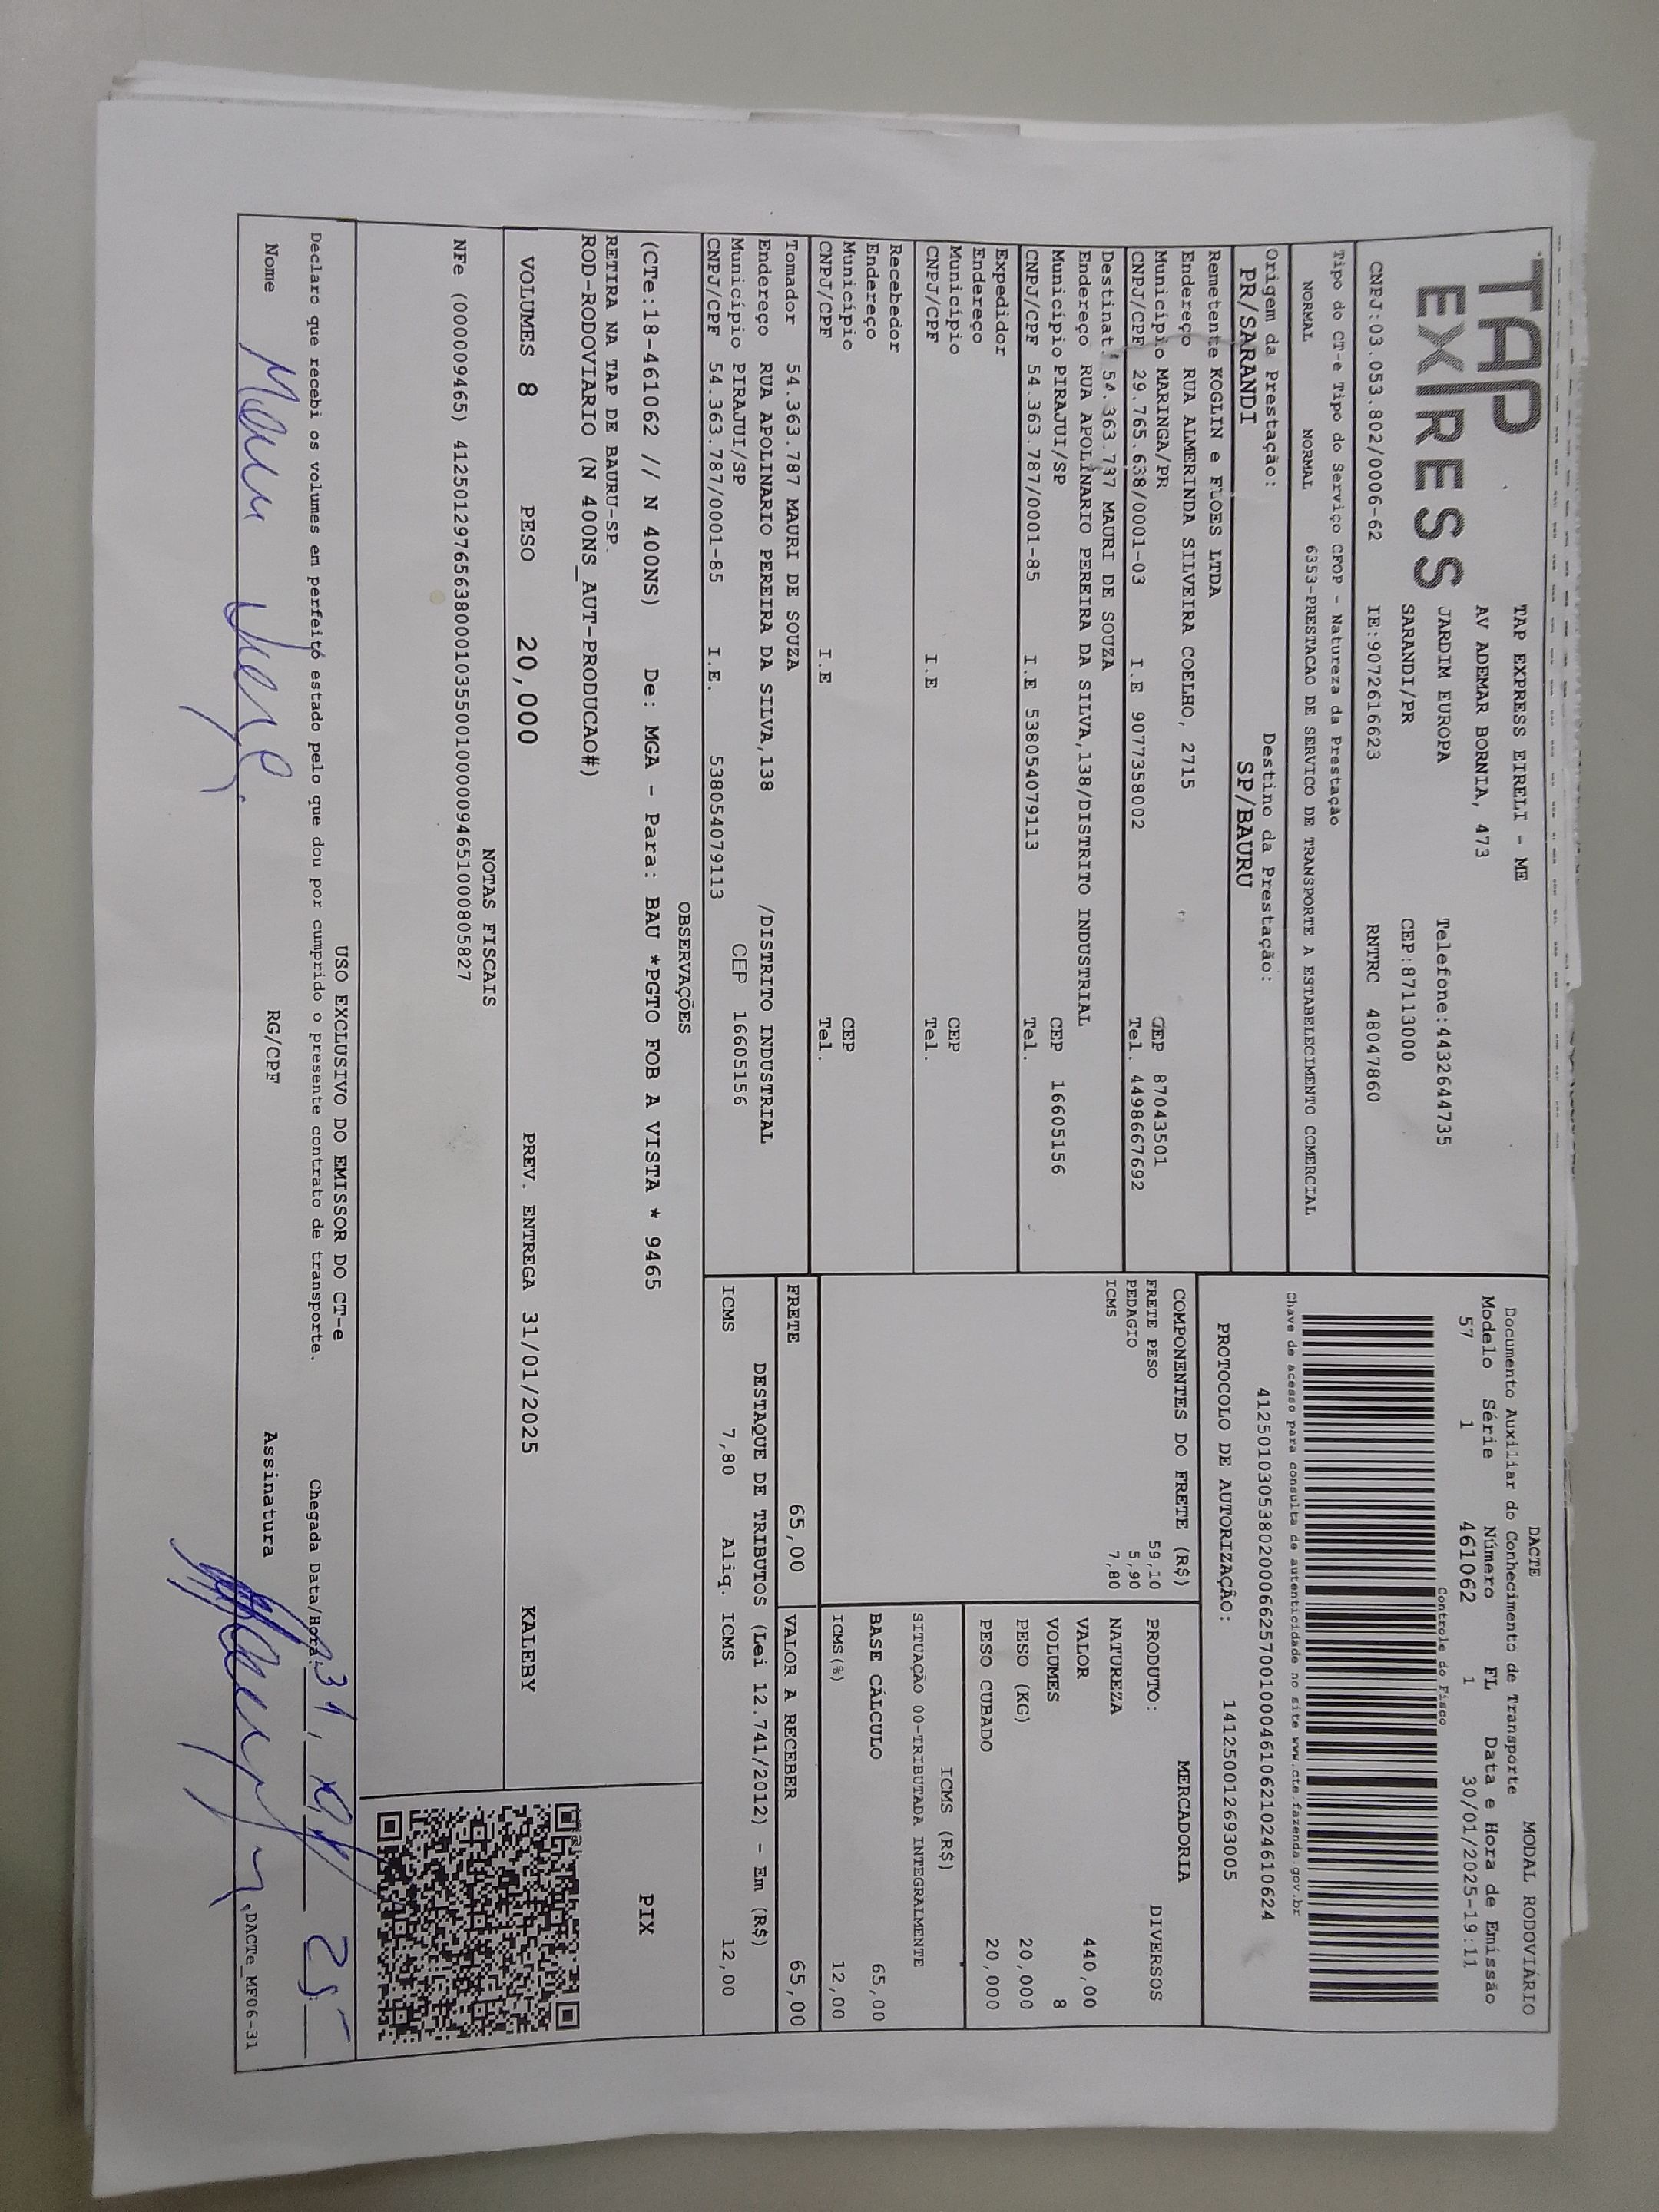 TAP
EXPRESS
TAP EXPRESS EIRELI - ME
AV ADEMAR BORNIA, 473
JARDIM EUROPA Telefone:4432644735
SARANDI/PR CEP:87113000
CNPJ:03.053.802/0006-62 IE:9072616623 RNTRC 48047860
DACTE MODAL RODOVIÁRIO
Documento Auxiliar do Conhecimento de Transporte
Modelo Série Número FL Data e Hora de Emissão
57 1 461062 1 30/01/2025-19:11
Controle do Fisco
Chave de acesso para consulta de autenticidade no site www.cte.fazenda.gov.br
41250103053802000662570010004610621024610624
PROTOCOLO DE AUTORIZAÇÃO: 141250012693005
Tipo do CT-e Tipo do Serviço CFOP - Natureza da Prestação
NORMAL NORMAL 6353-PRESTACAO DE SERVICO DE TRANSPORTE A ESTABELECIMENTO COMERCIAL
Origem da Prestação: Destino da Prestação:
PR/SARANDI SP/BAURU
Remetente KOGLIN e FLOES LTDA
Endereço RUA ALMERINDA SILVEIRA COELHO, 2715
Município MARINGA/PR CEP 87043501
CNPJ/CPF 29.765.638/0001-03 I.E 9077358002 Tel. 44986667692
Destinat. 54.363.787 MAURI DE SOUZA
Endereço RUA APOLINARIO PEREIRA DA SILVA,138/DISTRITO INDUSTRIAL
Município PIRAJUI/SP CEP 16605156
CNPJ/CPF 54.363.787/0001-85 I.E 538054079113 Tel.
Expedidor
Endereço
Município CEP
CNPJ/CPF I.E Tel.
Recebedor
Endereço
Município CEP
CNPJ/CPF I.E Tel.
Tomador 54.363.787 MAURI DE SOUZA
Endereço RUA APOLINARIO PEREIRA DA SILVA,138 /DISTRITO INDUSTRIAL
Município PIRAJUI/SP CEP 16605156
CNPJ/CPF 54.363.787/0001-85 I.E. 538054079113
COMPONENTES DO FRETE (R$)
FRETE PESO 59,10
PEDAGIO 5,90
ICMS 7,80
MERCADORIA
PRODUTO: DIVERSOS
NATUREZA
VALOR 440,00
VOLUMES 8
PESO (KG) 20,000
PESO CUBADO 20,000
ICMS (R$)
SITUAÇÃO 00-TRIBUTADA INTEGRALMENTE
BASE CÁLCULO 65,00
ICMS(%) 12,00
FRETE 65,00 VALOR A RECEBER 65,00
DESTAQUE DE TRIBUTOS (Lei 12.741/2012) - Em (R$)
ICMS 7,80 Aliq. ICMS 12,00
OBSERVAÇÕES
(CTe:18-461062 // N 400NS) De: MGA - Para: BAU *PGTO FOB A VISTA * 9465
RETIRA NA TAP DE BAURU-SP.
ROD-RODOVIARIO (N 400NS_AUT-PRODUCAO#)
PIX
VOLUMES 8 PESO 20,000 PREV. ENTREGA 31/01/2025 KALEBY
NOTAS FISCAIS
NFe (000009465) 41250129765638000103550010000094651000805827
USO EXCLUSIVO DO EMISSOR DO CT-e
Declaro que recebi os volumes em perfeito estado pelo que dou por cumprido o presente contrato de transporte. Chegada Data/Hora: 31, 01 25
Nome RG/CPF Assinatura
DACTe_MF06-31